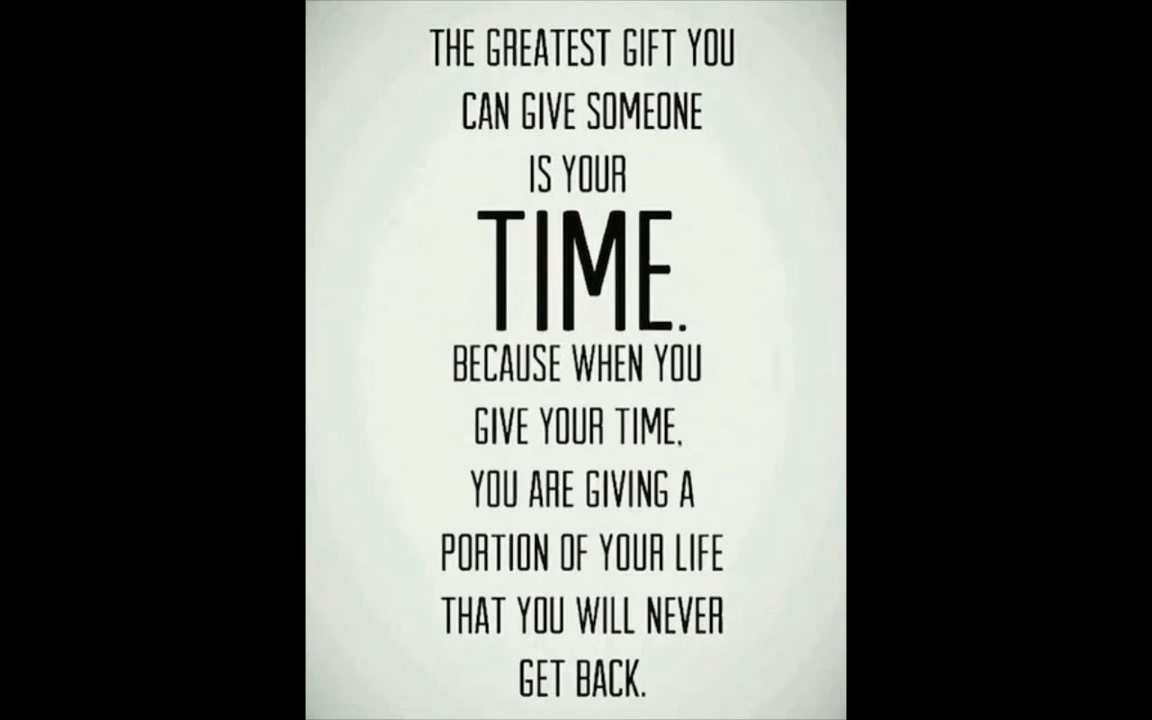 THE GREATEST GIFT YOU
CAN GIVE SOMEONE
IS YOUR
TIME.
BECAUSE WHEN YOU
GIVE YOUR TIME,
YOU ARE GIVING A
PORTION OF YOUR LIFE
THAT YOU WILL NEVER
GET BACK.